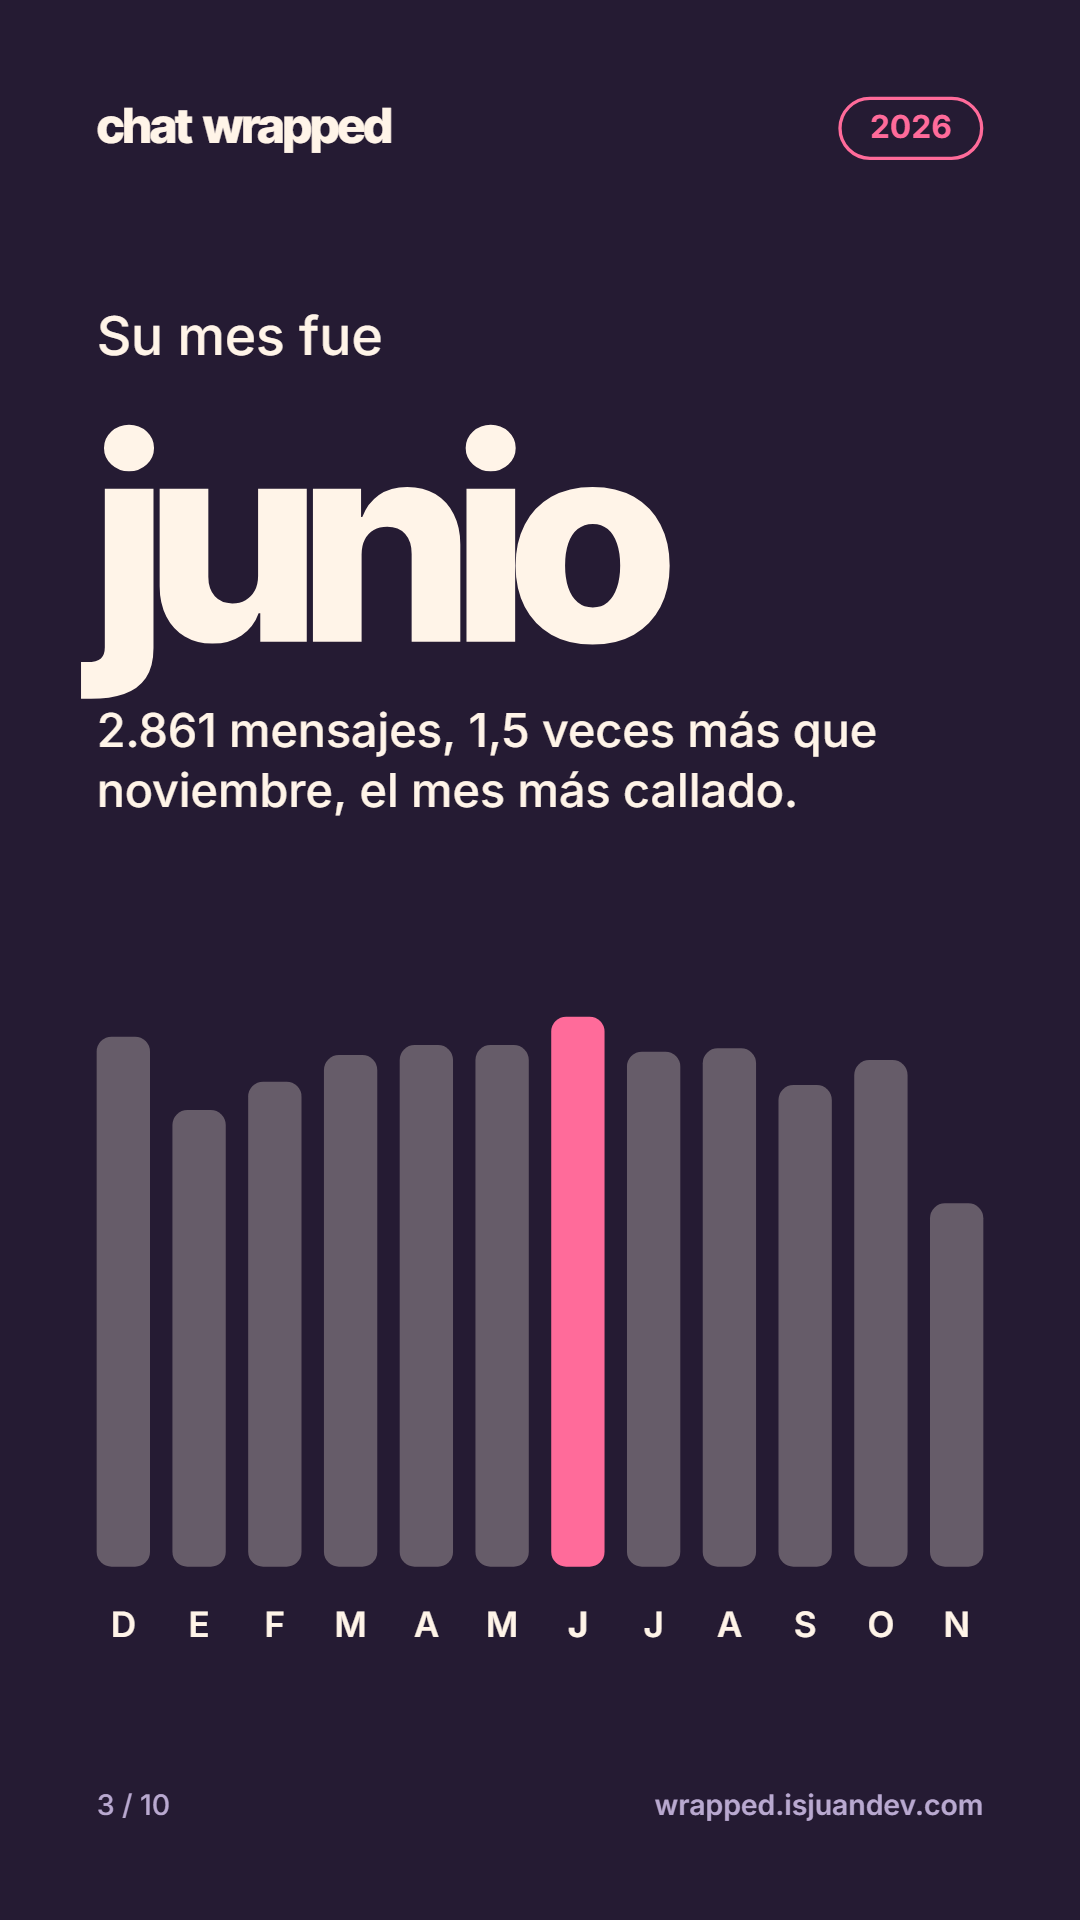 chat wrapped
2026
Su mes fue
junio
2.861 mensajes, 1,5 veces más que
noviembre, el mes más callado.
D E F M A M J J A S O N
3 / 10
wrapped.isjuandev.com